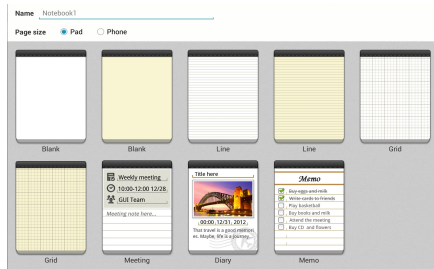 Name Notebook1
Page size Pad Phone
Blank Blank Line Line Grid
Weekly meeting
10:00-12:00 12/28
GUI Team
Meeting note here...
Title here
00:00, 12/31, 2012
That travel is a good memori
es. Maybe, life is a journey.
Memo
Buy eggs and milk
Write cards to friends
Play basketball
Buy books and milk
Attend the meeting
Buy CD and flowers
Grid Meeting Diary Memo